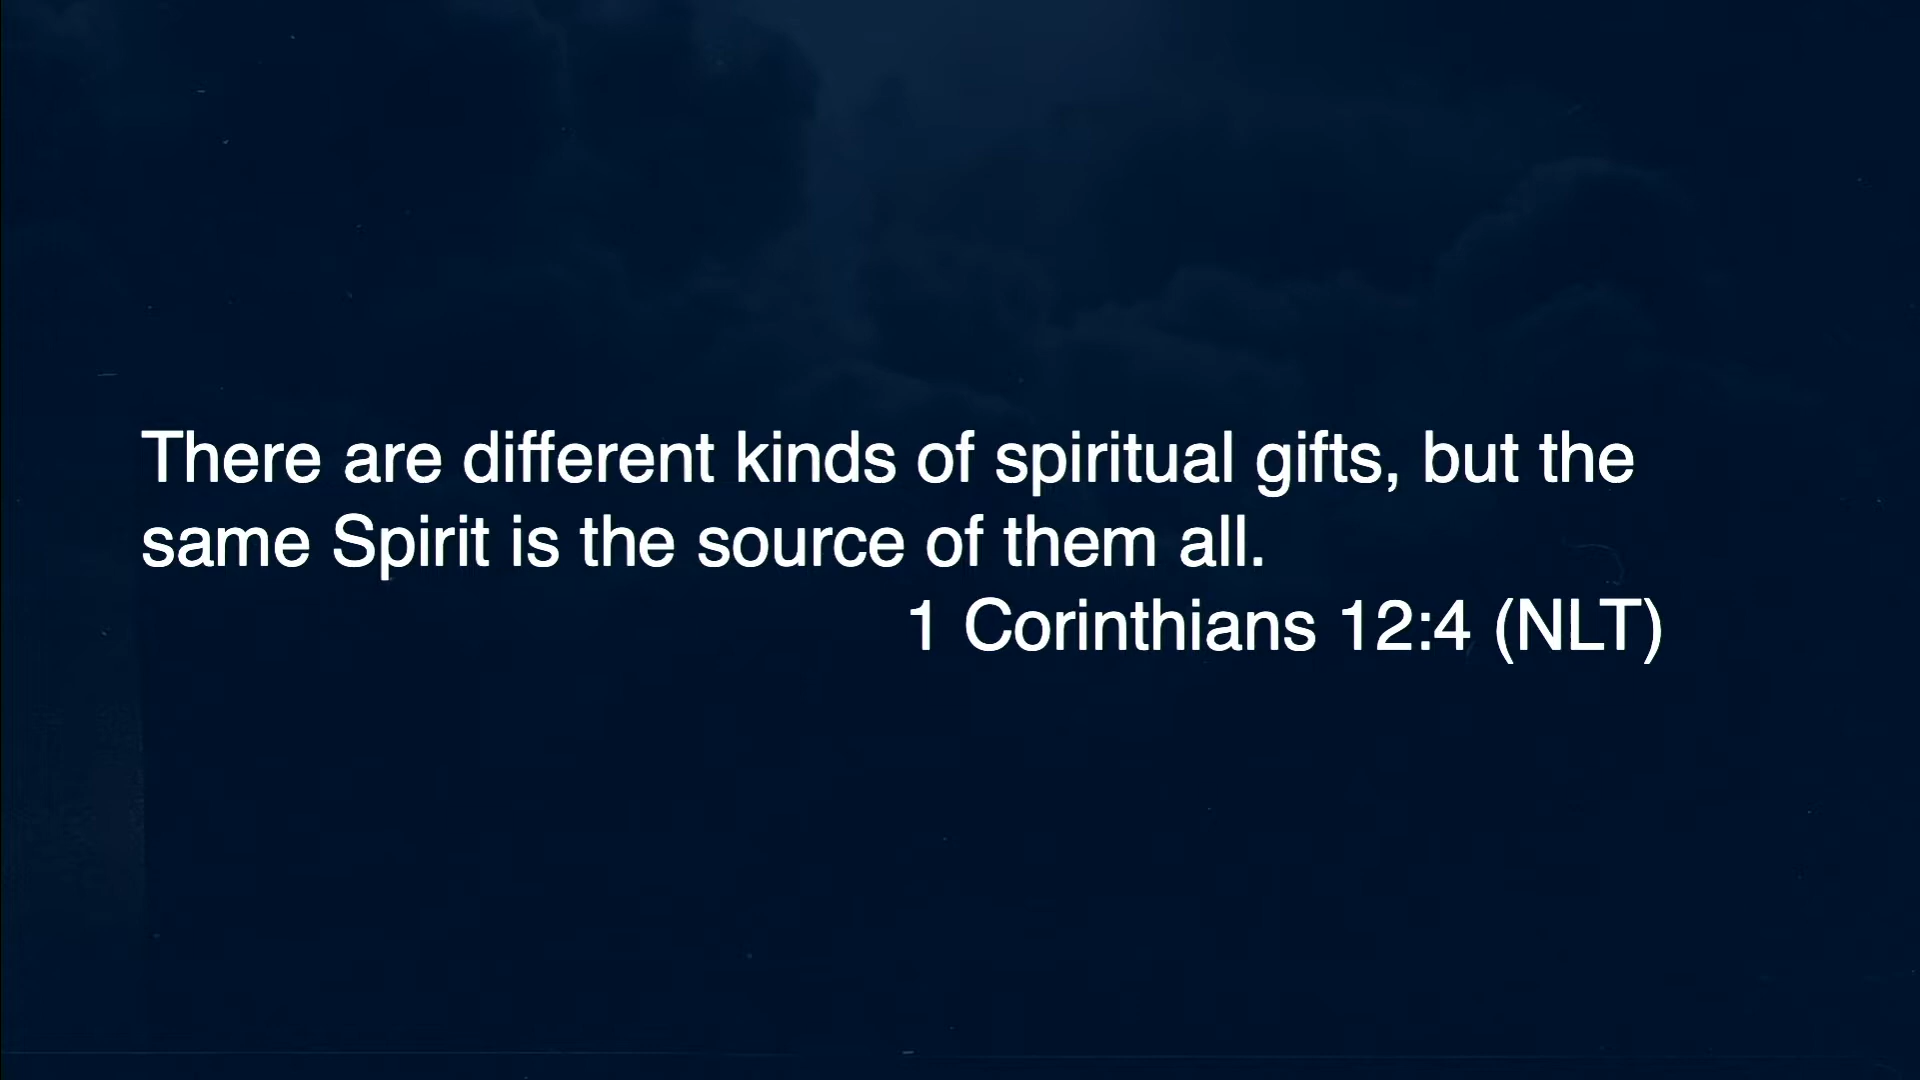 There are different kinds of spiritual gifts, but the
same Spirit is the source of them all.
1 Corinthians 12:4 (NLT)